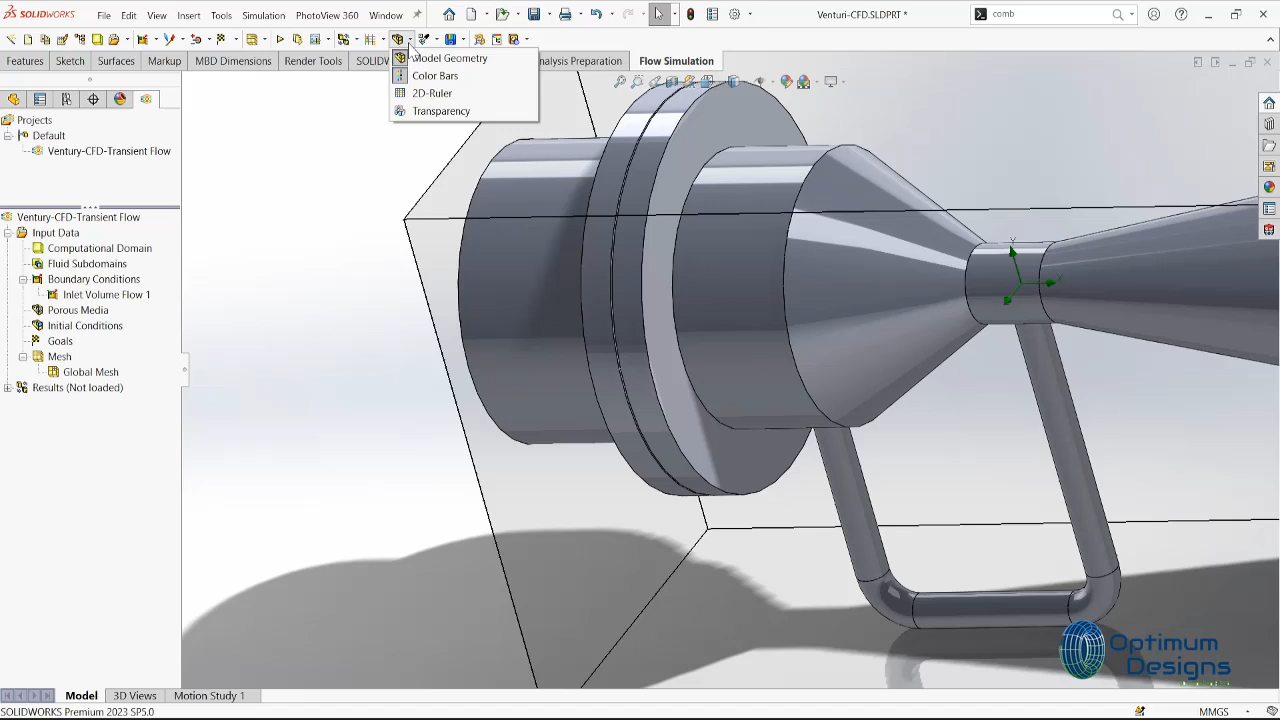 SOLIDWORKS
File
Edit
View
Insert
Tools
Simulation
PhotoView 360
Window
Venturi-CFD.SLDPRT *
comb
Features
Sketch
Surfaces
Markup
MBD Dimensions
Render Tools
SOLIDW
nalysis Preparation
Flow Simulation
Model Geometry
Color Bars
2D-Ruler
Transparency
Projects
Default
Ventury-CFD-Transient Flow
Ventury-CFD-Transient Flow
Input Data
Computational Domain
Fluid Subdomains
Boundary Conditions
Inlet Volume Flow 1
Porous Media
Initial Conditions
Goals
Mesh
Global Mesh
Results (Not loaded)
Y
Optimum
Designs
Model
3D Views
Motion Study 1
SOLIDWORKS Premium 2023 SP5.0
MMGS